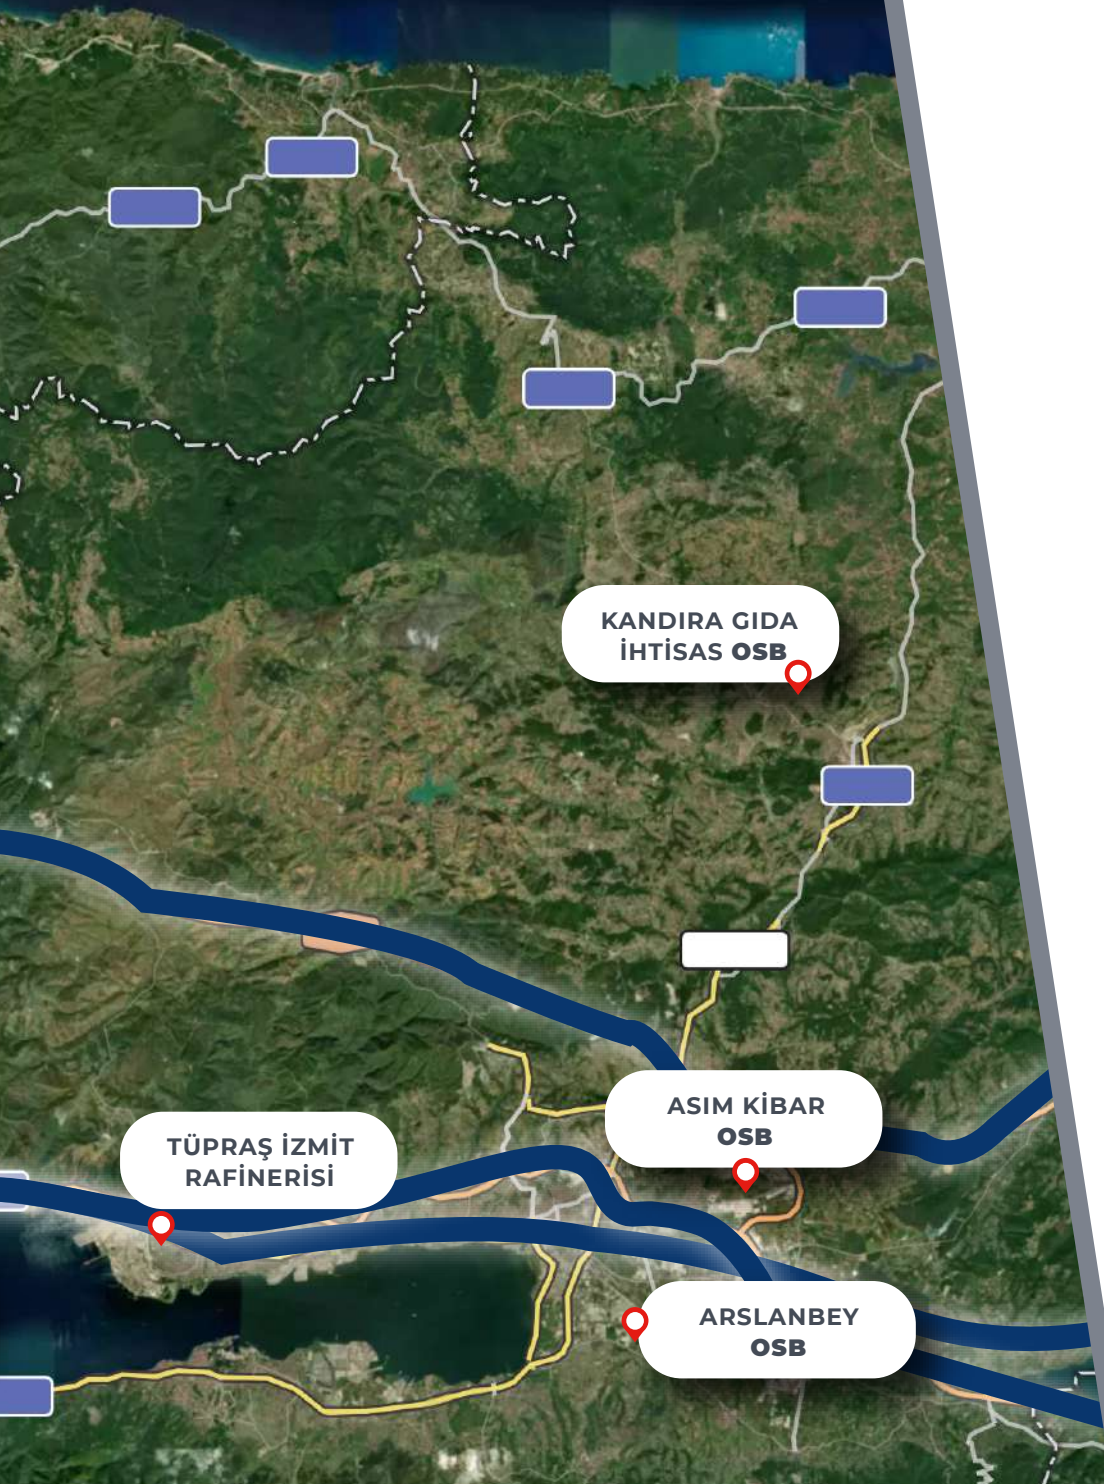 KANDIRA GIDA
İHTİSAS OSB
ASIM KİBAR
OSB
TÜPRAŞ İZMİT
RAFİNERİSİ
ARSLANBEY
OSB